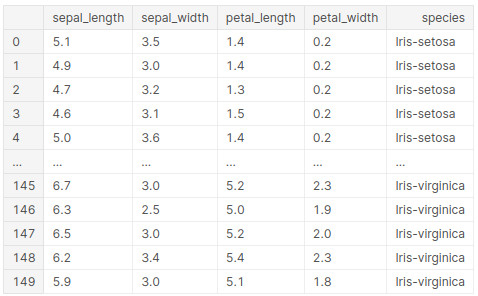 sepal_length sepal_width petal_length petal_width species
0 5.1 3.5 1.4 0.2 Iris-setosa
1 4.9 3.0 1.4 0.2 Iris-setosa
2 4.7 3.2 1.3 0.2 Iris-setosa
3 4.6 3.1 1.5 0.2 Iris-setosa
4 5.0 3.6 1.4 0.2 Iris-setosa
... ... ... ... ... ...
145 6.7 3.0 5.2 2.3 Iris-virginica
146 6.3 2.5 5.0 1.9 Iris-virginica
147 6.5 3.0 5.2 2.0 Iris-virginica
148 6.2 3.4 5.4 2.3 Iris-virginica
149 5.9 3.0 5.1 1.8 Iris-virginica